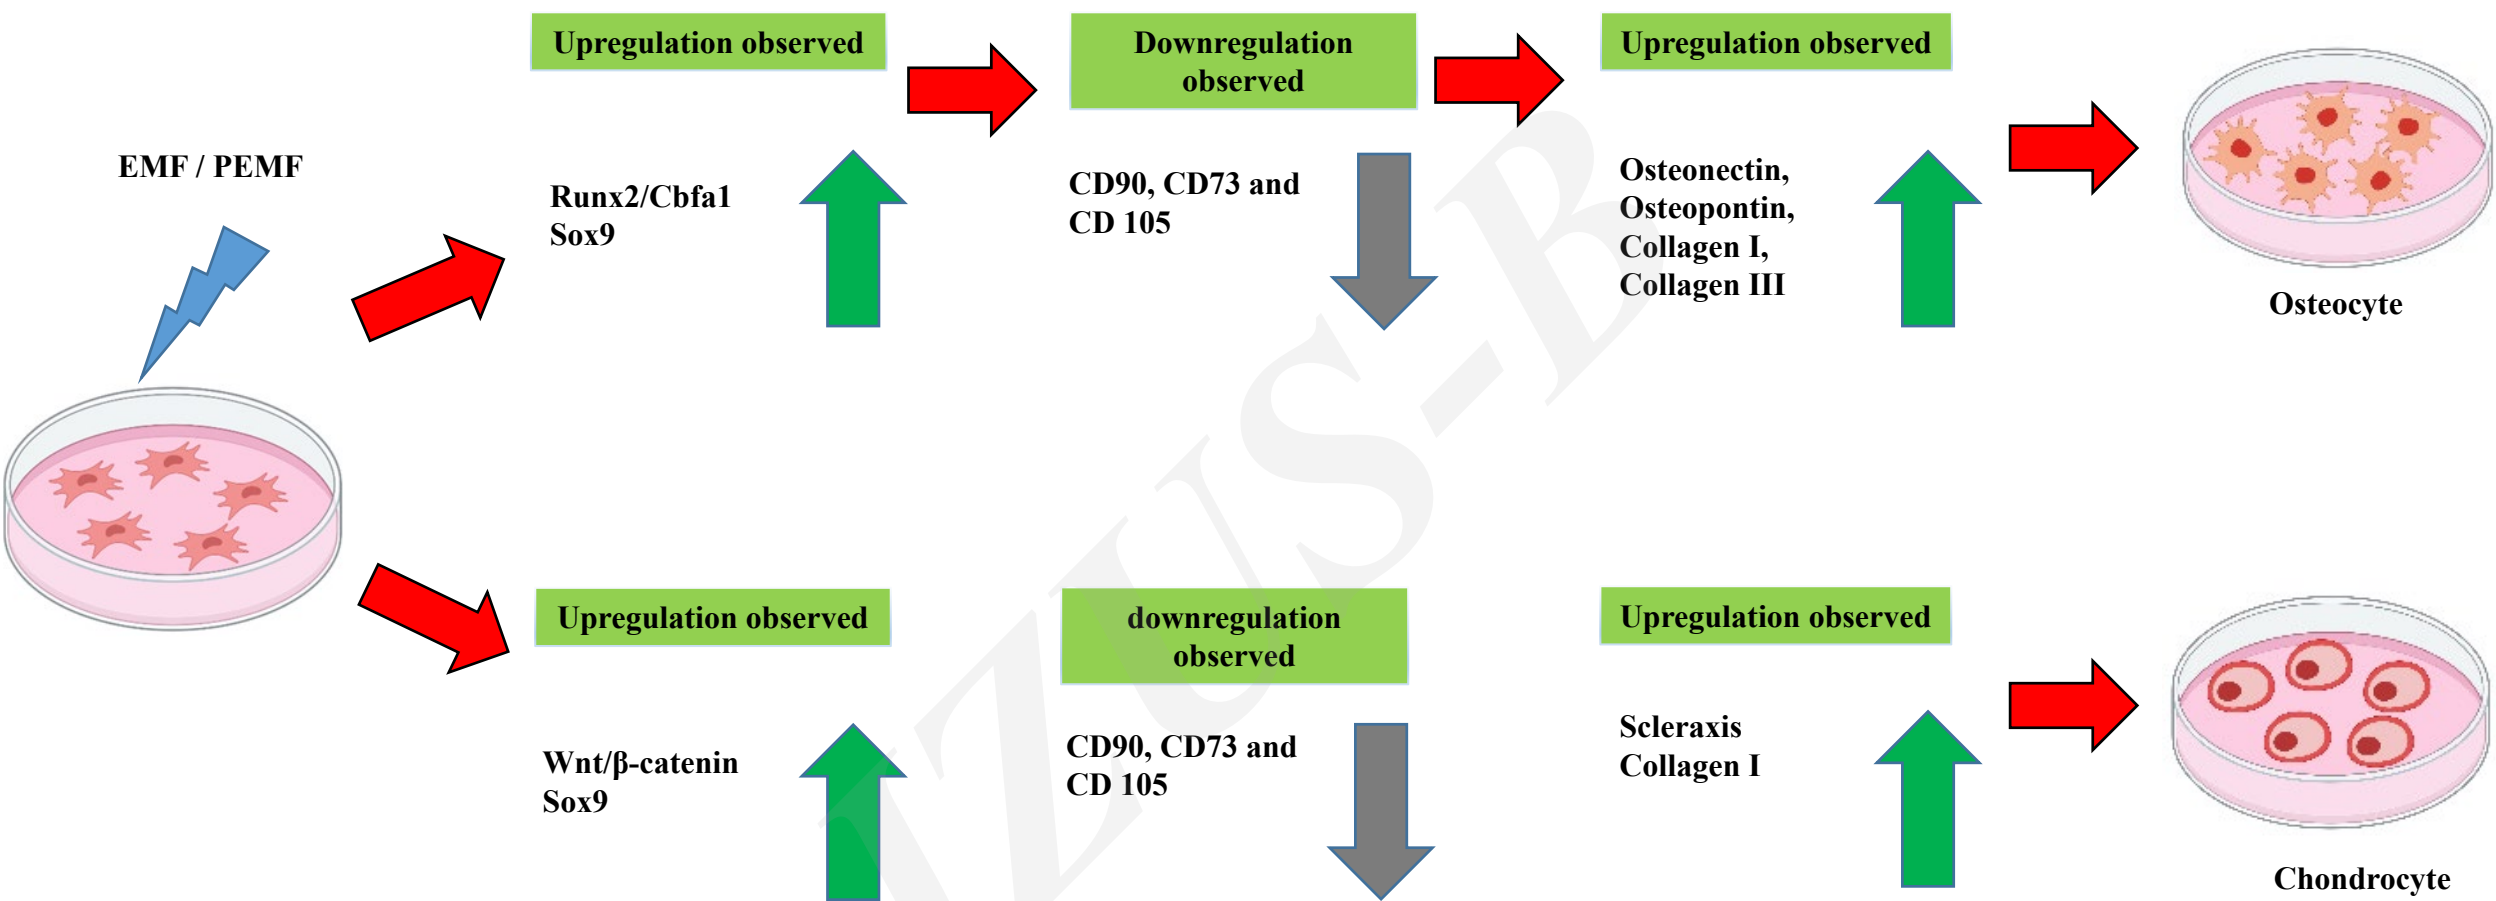 EMF / PEMF
Upregulation observed
Runx2/Cbfa1
Sox9
Downregulation
observed
CD90, CD73 and
CD 105
Upregulation observed
Osteonectin,
Osteopontin,
Collagen I,
Collagen III
Osteocyte
Upregulation observed
Wnt/β-catenin
Sox9
downregulation
observed
CD90, CD73 and
CD 105
Upregulation observed
Scleraxis
Collagen I
Chondrocyte
JZUS-B